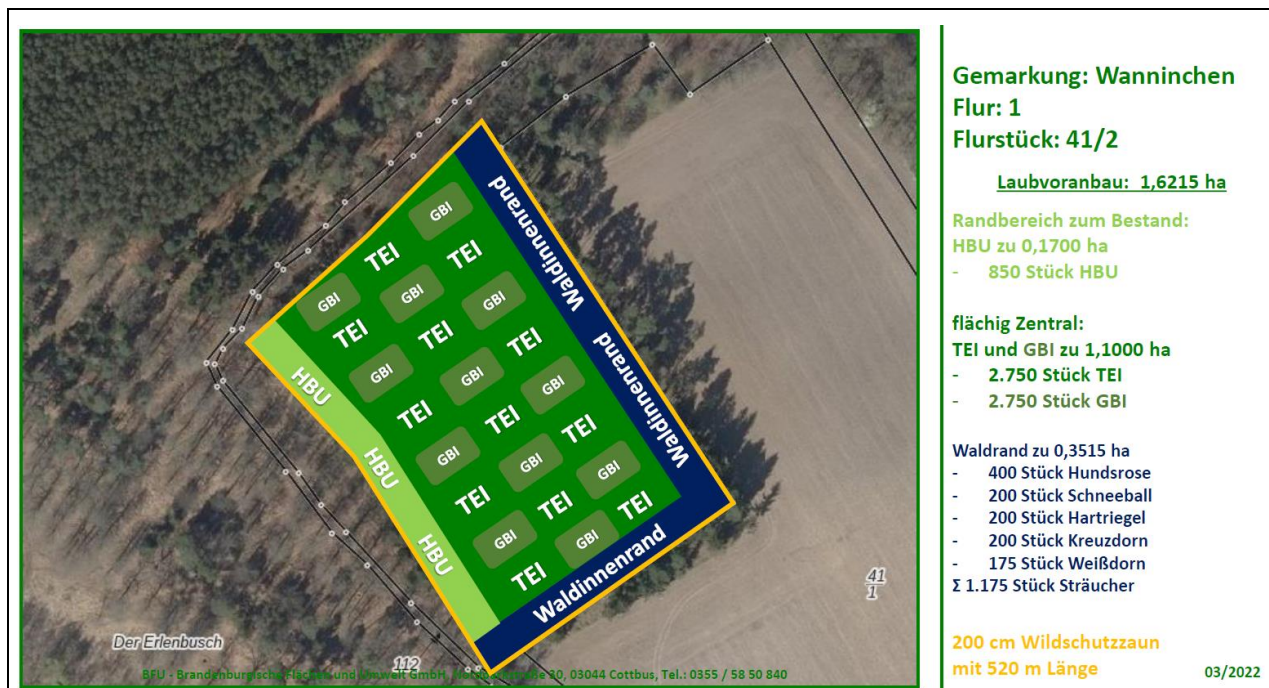 Waldinnenrand
GBI
TEI
TEI
GBI
GBI
GBI
TEI
TEI
TEI
Waldinnenrand
GBI
GBI
GBI
HBU
TEI
TEI
TEI
GBI
GBI
GBI
HBU
TEI
TEI
TEI
GBI
GBI
HBU
TEI
Waldinnenrand
41
1
Der Erlenbusch
112
BFU - Brandenburgische Flächen und Umwelt GmbH, 20, 03044 Cottbus, Tel.: 0355 / 58 50 840
Gemarkung: Wanninchen
Flur: 1
Flurstück: 41/2
Laubvoranbau: 1,6215 ha
Randbereich zum Bestand:
HBU zu 0,1700 ha
- 850 Stück HBU
flächig Zentral:
TEI und GBI zu 1,1000 ha
- 2.750 Stück TEI
- 2.750 Stück GBI
Waldrand zu 0,3515 ha
- 400 Stück Hundsrose
- 200 Stück Schneeball
- 200 Stück Hartriegel
- 200 Stück Kreuzdorn
- 175 Stück Weißdorn
Σ 1.175 Stück Sträucher
200 cm Wildschutzzaun
mit 520 m Länge
03/2022